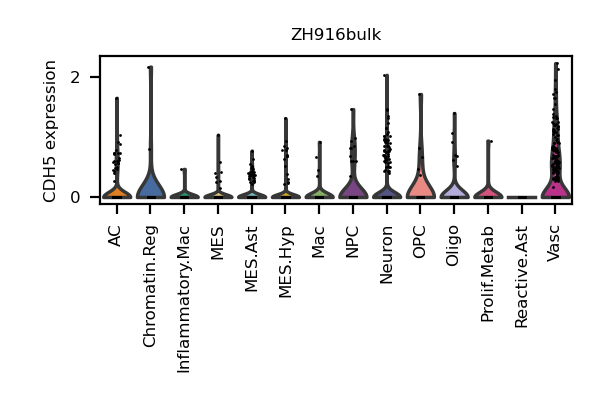 ZH916bulk
CDH5 expression
2
0
AC
Chromatin.Reg
Inflammatory.Mac
MES
MES.Ast
MES.Hyp
Mac
NPC
Neuron
OPC
Oligo
Prolif.Metab
Reactive.Ast
Vasc